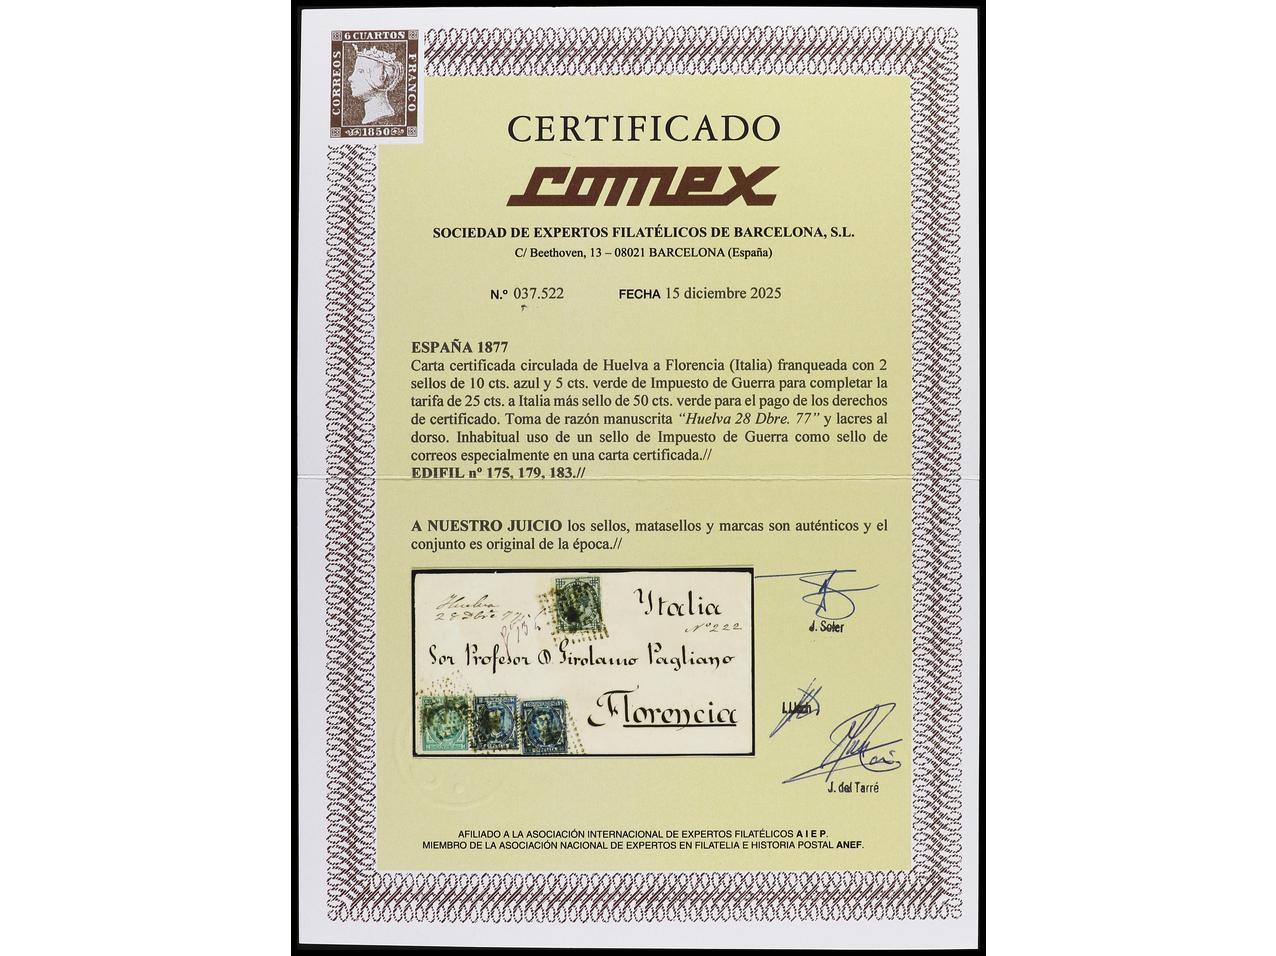 6 CUARTOS
CORREOS
FRANCO
1850
CERTIFICADO
comex
SOCIEDAD DE EXPERTOS FILATÉLICOS DE BARCELONA, S.L.
C/ Beethoven, 13 – 08021 BARCELONA (España)
N.º 037.522 FECHA 15 diciembre 2025
ESPAÑA 1877
Carta certificada circulada de Huelva a Florencia (Italia) franqueada con 2
sellos de 10 cts. azul y 5 cts. verde de Impuesto de Guerra para completar la
tarifa de 25 cts. a Italia más sello de 50 cts. verde para el pago de los derechos
de certificado. Toma de razón manuscrita “Huelva 28 Dbre. 77” y lacres al
dorso. Inhabitual uso de un sello de Impuesto de Guerra como sello de
correos especialmente en una carta certificada.//
EDIFIL nº 175, 179, 183.//
A NUESTRO JUICIO los sellos, matasellos y marcas son auténticos y el
conjunto es original de la época.//
Huelva
28 Dbre 77
Ytalia
Nº 222
Sor Profesor D. Girolamo Pagliano
Florencia
J. Soler
J. del Tarré
AFILIADO A LA ASOCIACIÓN INTERNACIONAL DE EXPERTOS FILATÉLICOS A I E P.
MIEMBRO DE LA ASOCIACIÓN NACIONAL DE EXPERTOS EN FILATELIA E HISTORIA POSTAL ANEF.